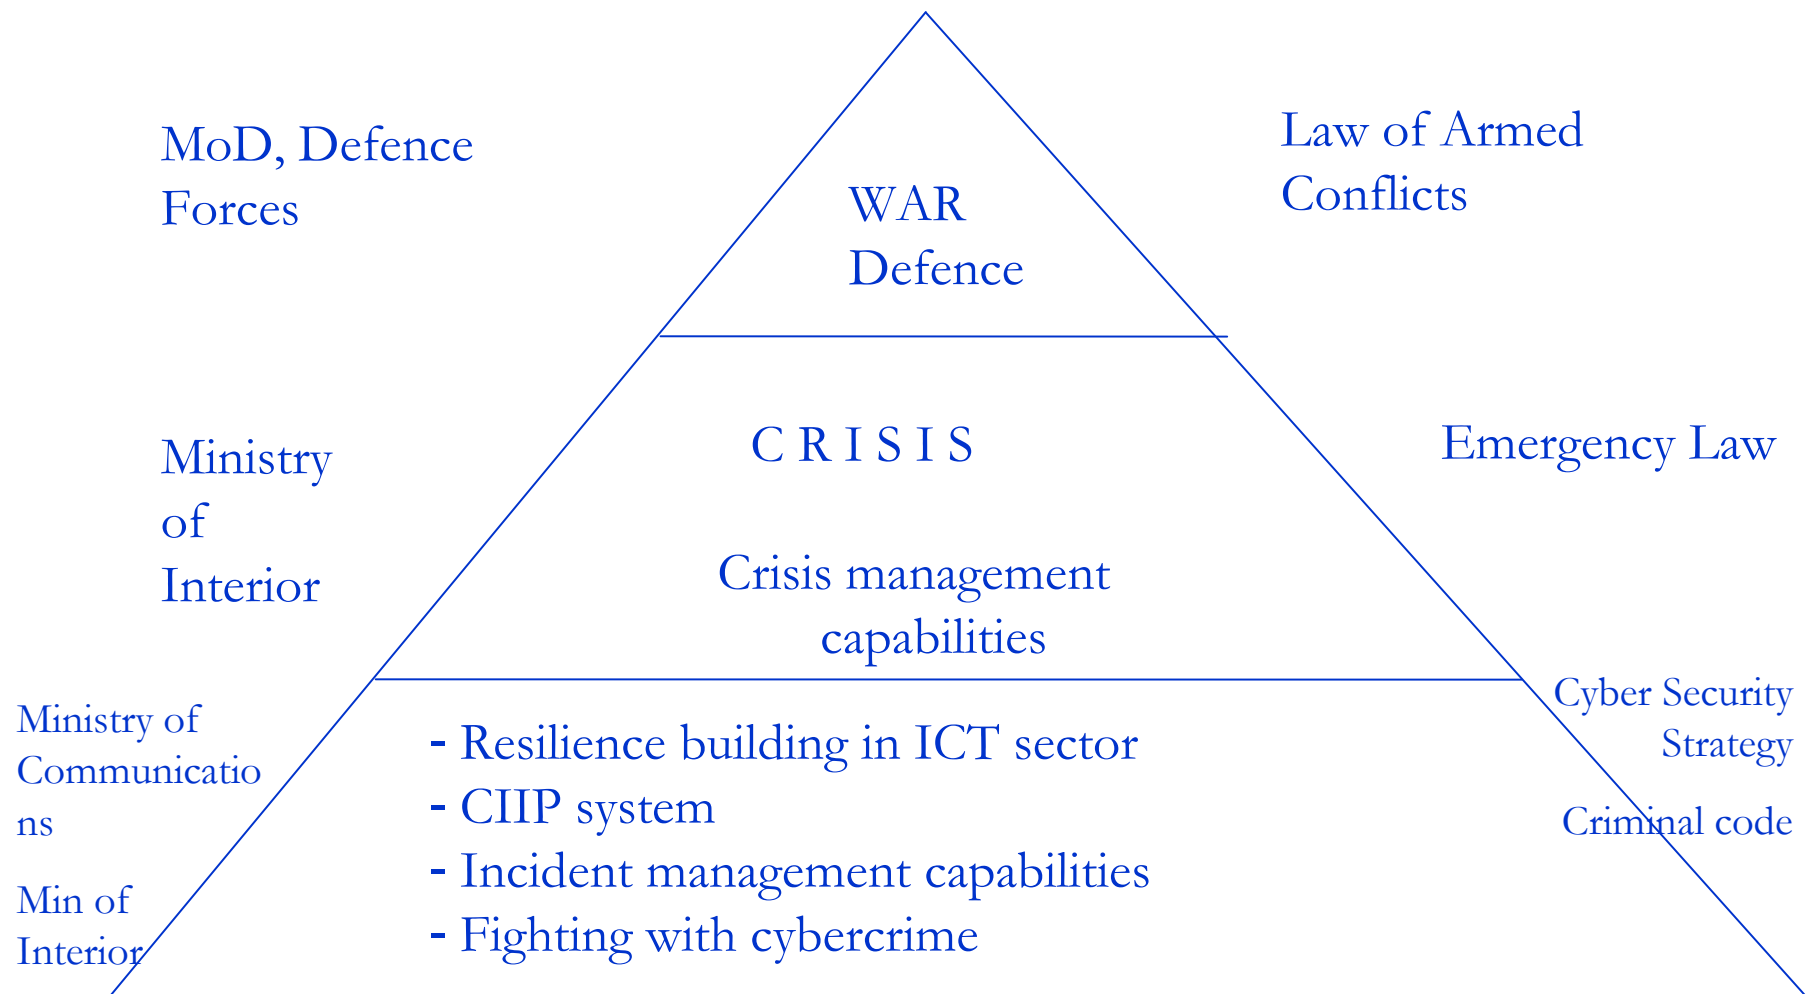 MoD, Defence
Forces
WAR
Defence
Law of Armed
Conflicts
Ministry
of
Interior
C R I S I S
Crisis management
capabilities
Emergency Law
Ministry of
Communicatio
ns
Min of
Interior
- Resilience building in ICT sector
- CIIP system
- Incident management capabilities
- Fighting with cybercrime
Cyber Security
Strategy
Criminal code